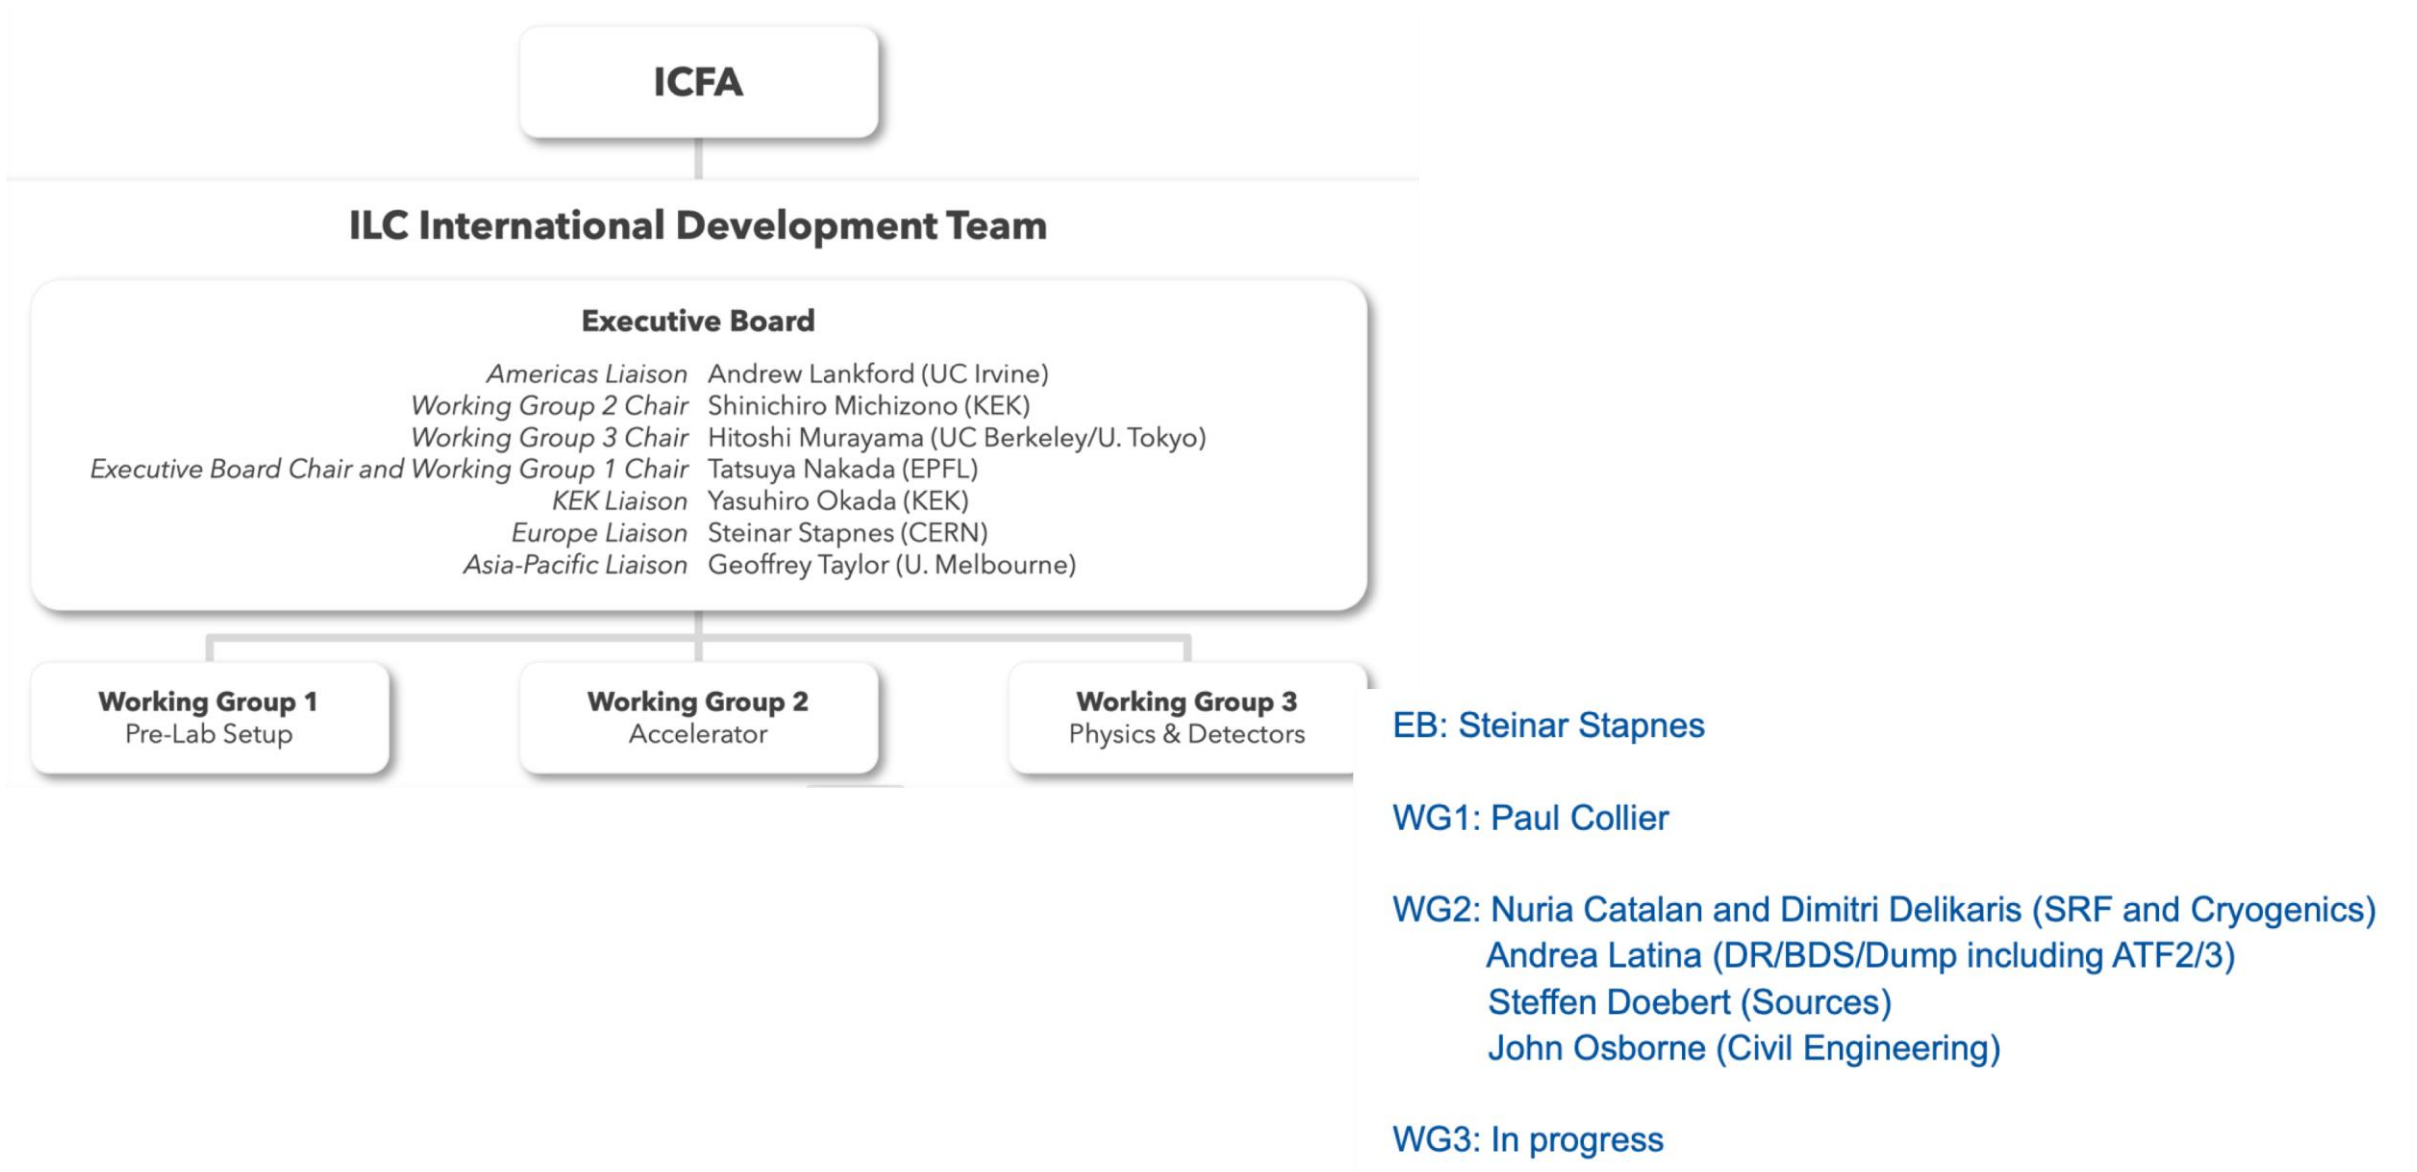 ICFA
ILC International Development Team
Executive Board
Americas Liaison Andrew Lankford (UC Irvine)
Working Group 2 Chair Shinichiro Michizono (KEK)
Working Group 3 Chair Hitoshi Murayama (UC Berkeley/U. Tokyo)
Executive Board Chair and Working Group 1 Chair Tatsuya Nakada (EPFL)
KEK Liaison Yasuhiro Okada (KEK)
Europe Liaison Steinar Stapnes (CERN)
Asia-Pacific Liaison Geoffrey Taylor (U. Melbourne)
Working Group 1
Pre-Lab Setup
Working Group 2
Accelerator
Working Group 3
Physics & Detectors
EB: Steinar Stapnes
WG1: Paul Collier
WG2: Nuria Catalan and Dimitri Delikaris (SRF and Cryogenics)
Andrea Latina (DR/BDS/Dump including ATF2/3)
Steffen Doebert (Sources)
John Osborne (Civil Engineering)
WG3: In progress